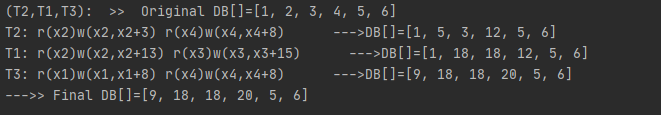 (T2,T1,T3):  >>  Original DB[]=[1, 2, 3, 4, 5, 6]
T2: r(x2)w(x2,x2+3) r(x4)w(x4,x4+8)      --->DB[]=[1, 5, 3, 12, 5, 6]
T1: r(x2)w(x2,x2+13) r(x3)w(x3,x3+15)      --->DB[]=[1, 18, 18, 12, 5, 6]
T3: r(x1)w(x1,x1+8) r(x4)w(x4,x4+8)      --->DB[]=[9, 18, 18, 20, 5, 6]
--->> Final DB[]=[9, 18, 18, 20, 5, 6]